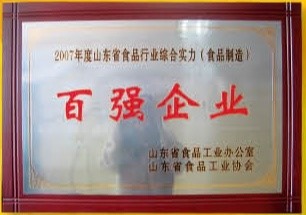 2007年度山东省食品行业综合实力（食品制造）
百强企业
山东省食品工业办公室
山东省食品工业协会